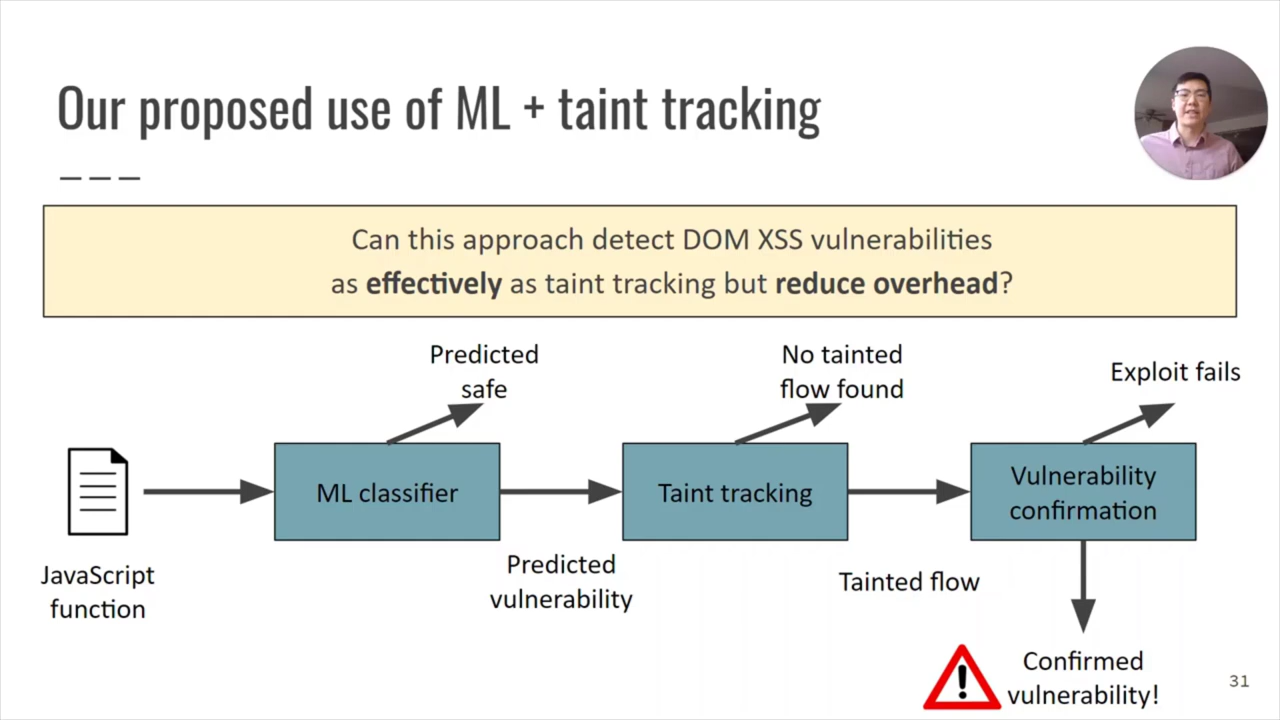 Our proposed use of ML + taint tracking
Can this approach detect DOM XSS vulnerabilities
as effectively as taint tracking but reduce overhead?
Predicted
safe
No tainted
flow found
Exploit fails
JavaScript
function
ML classifier
Predicted
vulnerability
Taint tracking
Tainted flow
Vulnerability
confirmation
Confirmed
vulnerability!
31